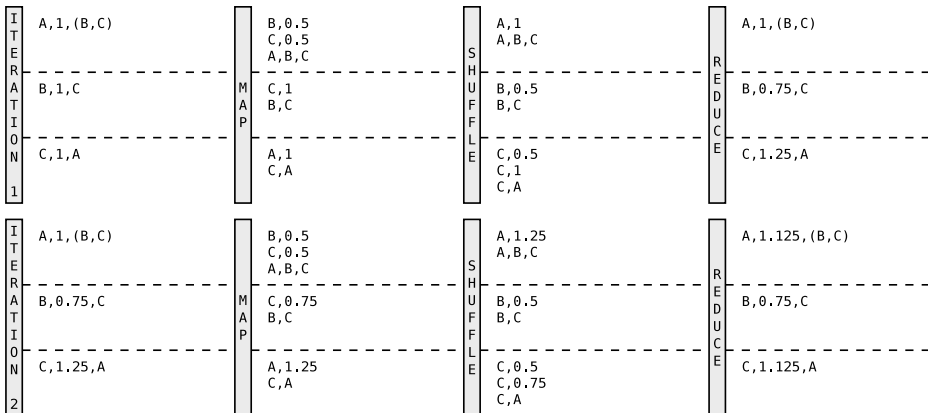 ITERATION 1
A,1,(B,C)
B,1,C
C,1,A
MAP
B,0.5
C,0.5
A,B,C
C,1
B,C
A,1
C,A
SHUFFLE
A,1
A,B,C
B,0.5
B,C
C,0.5
C,1
C,A
REDUCE
A,1,(B,C)
B,0.75,C
C,1.25,A
ITERATION 2
A,1,(B,C)
B,0.75,C
C,1.25,A
MAP
B,0.5
C,0.5
A,B,C
C,0.75
B,C
A,1.25
C,A
SHUFFLE
A,1.25
A,B,C
B,0.5
B,C
C,0.5
C,0.75
C,A
REDUCE
A,1.125,(B,C)
B,0.75,C
C,1.125,A